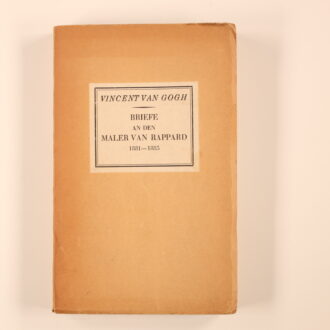 VINCENT VAN GOGH
BRIEFE
AN DEN
MALER VAN RAPPARD
1881—1885